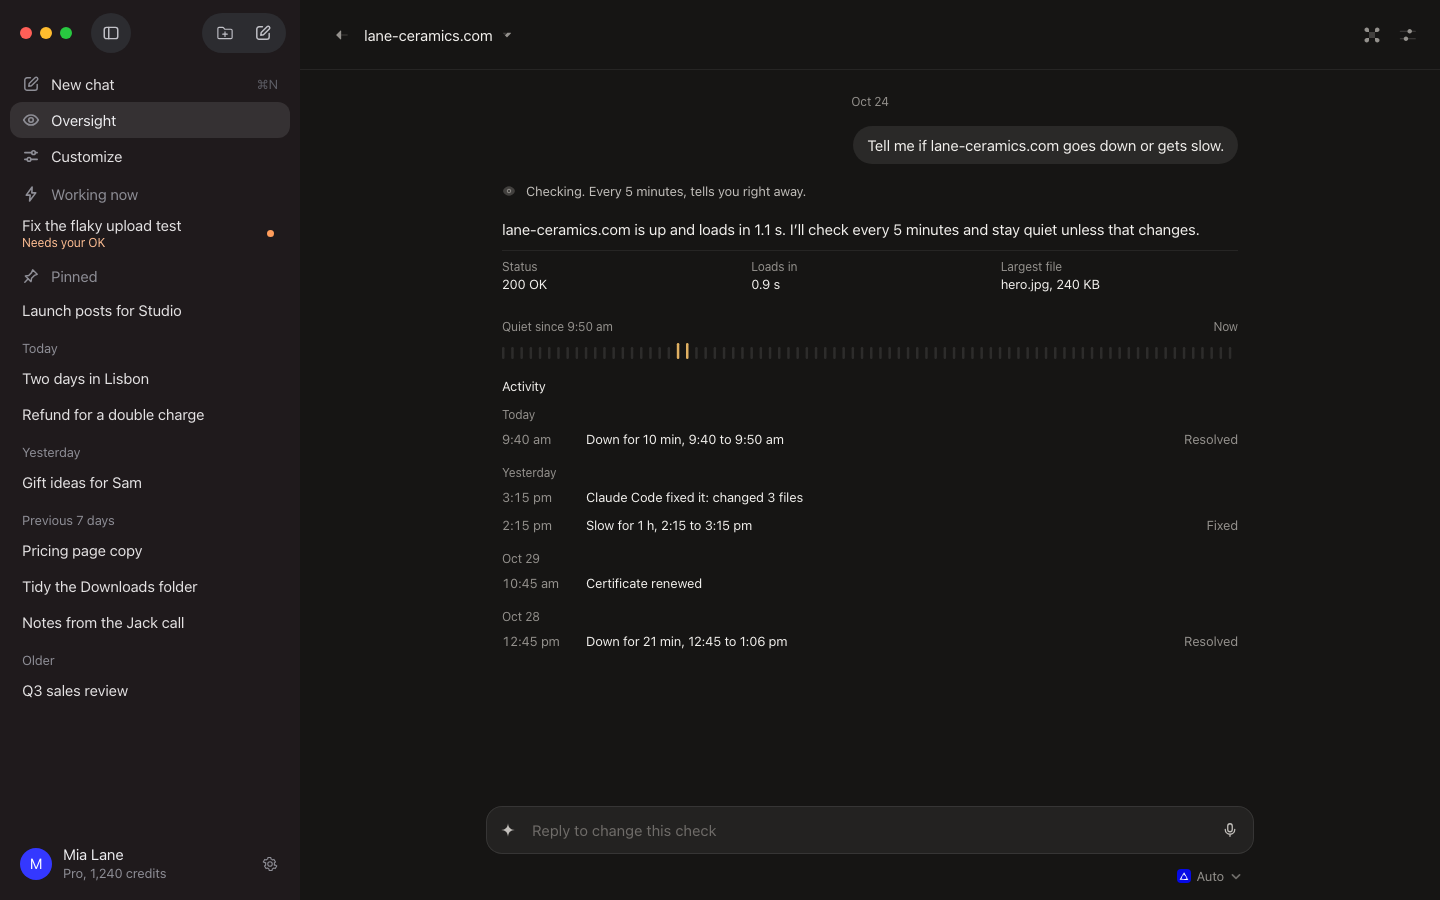 New chat
⌘N
Oversight
Customize
Working now
Fix the flaky upload test
Needs your OK
Pinned
Launch posts for Studio
Today
Two days in Lisbon
Refund for a double charge
Yesterday
Gift ideas for Sam
Previous 7 days
Pricing page copy
Tidy the Downloads folder
Notes from the Jack call
Older
Q3 sales review
M
Mia Lane
Pro, 1,240 credits
lane-ceramics.com
Oct 24
Tell me if lane-ceramics.com goes down or gets slow.
Checking. Every 5 minutes, tells you right away.
lane-ceramics.com is up and loads in 1.1 s. I’ll check every 5 minutes and stay quiet unless that changes.
Status Loads in Largest file
200 OK 0.9 s hero.jpg, 240 KB
Quiet since 9:50 am Now
Activity
Today
9:40 am Down for 10 min, 9:40 to 9:50 am Resolved
Yesterday
3:15 pm Claude Code fixed it: changed 3 files
2:15 pm Slow for 1 h, 2:15 to 3:15 pm Fixed
Oct 29
10:45 am Certificate renewed
Oct 28
12:45 pm Down for 21 min, 12:45 to 1:06 pm Resolved
Reply to change this check
Auto